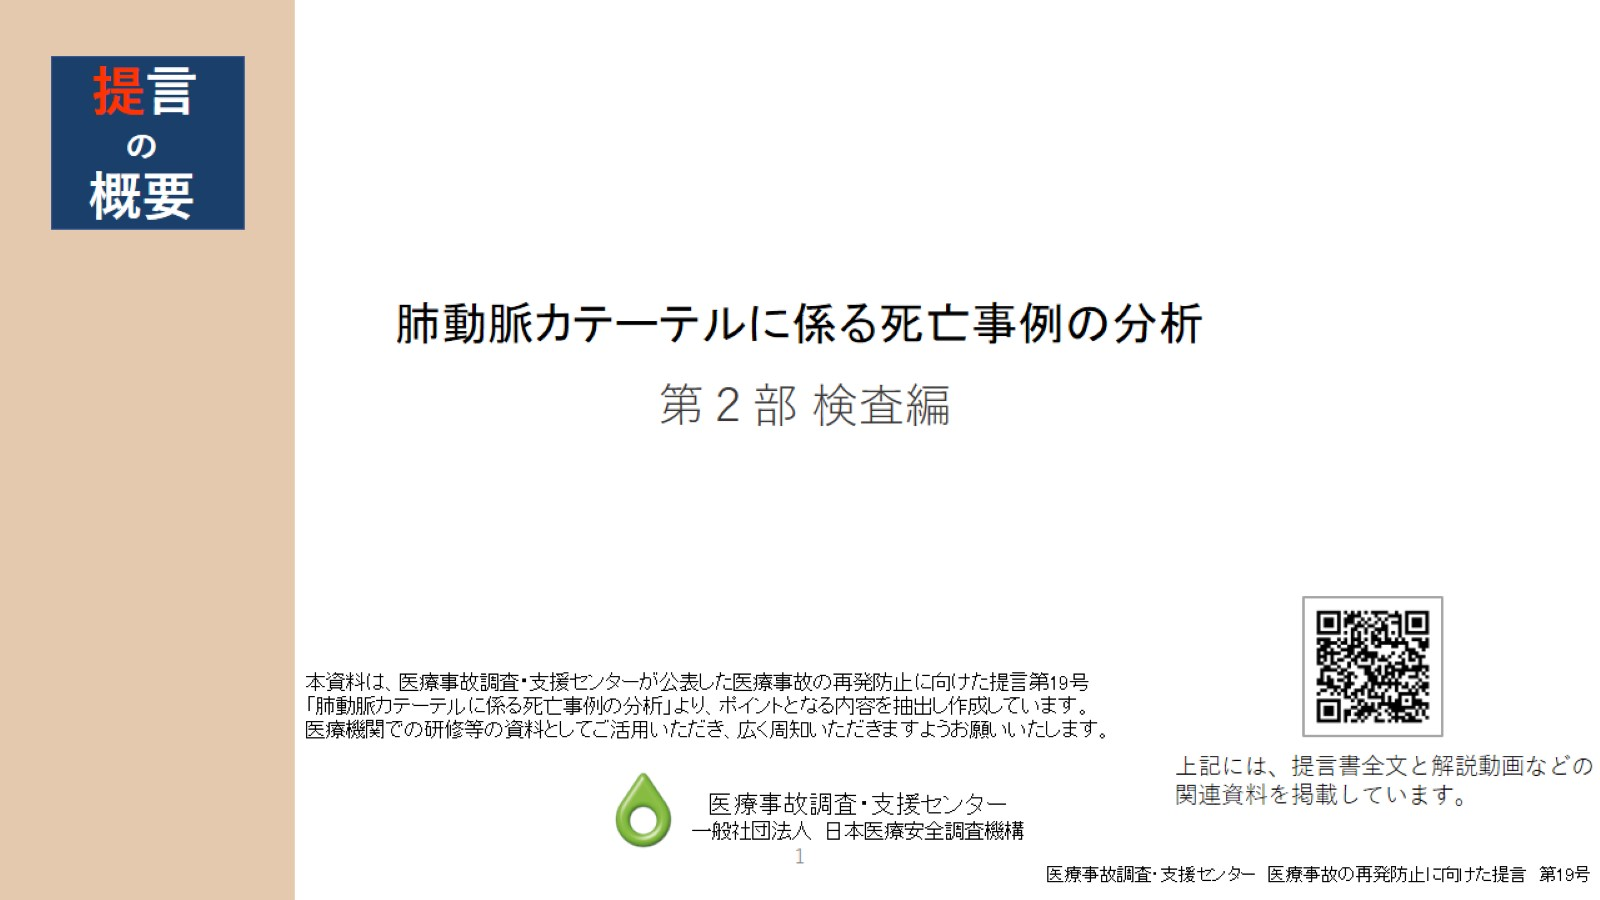 提言
の
概要
肺動脈カテーテルに係る死亡事例の分析
第２部 検査編
本資料は、医療事故調査・支援センターが公表した医療事故の再発防止に向けた提言第19号
「肺動脈カテーテルに係る死亡事例の分析」より、ポイントとなる内容を抽出し作成しています。
医療機関での研修等の資料としてご活用いただき、広く周知いただきますようお願いいたします。
上記には、提言書全文と解説動画などの
関連資料を掲載しています。
医療事故調査・支援センター
一般社団法人 日本医療安全調査機構
1
医療事故調査・支援センター 医療事故の再発防止に向けた提言 第19号